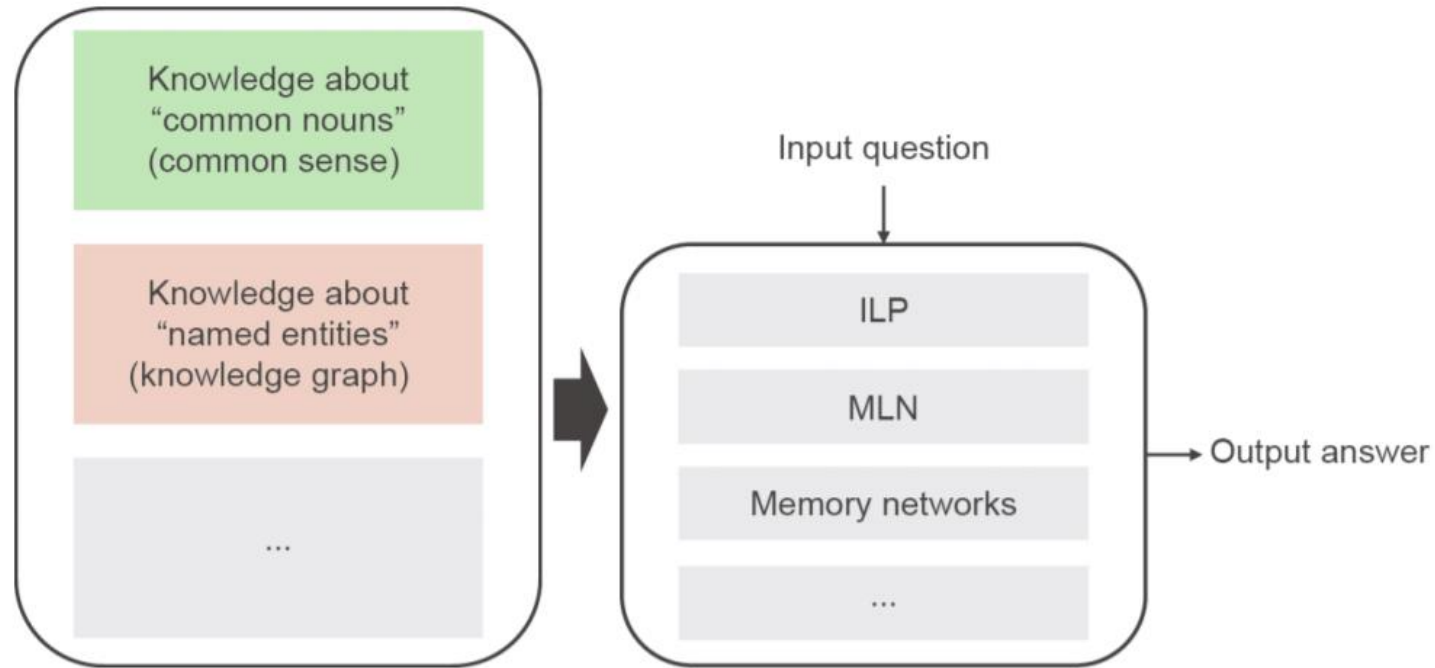 Knowledge about
“common nouns”
(common sense)
Knowledge about
“named entities”
(knowledge graph)
...
Input question
ILP
MLN
Memory networks
...
Output answer